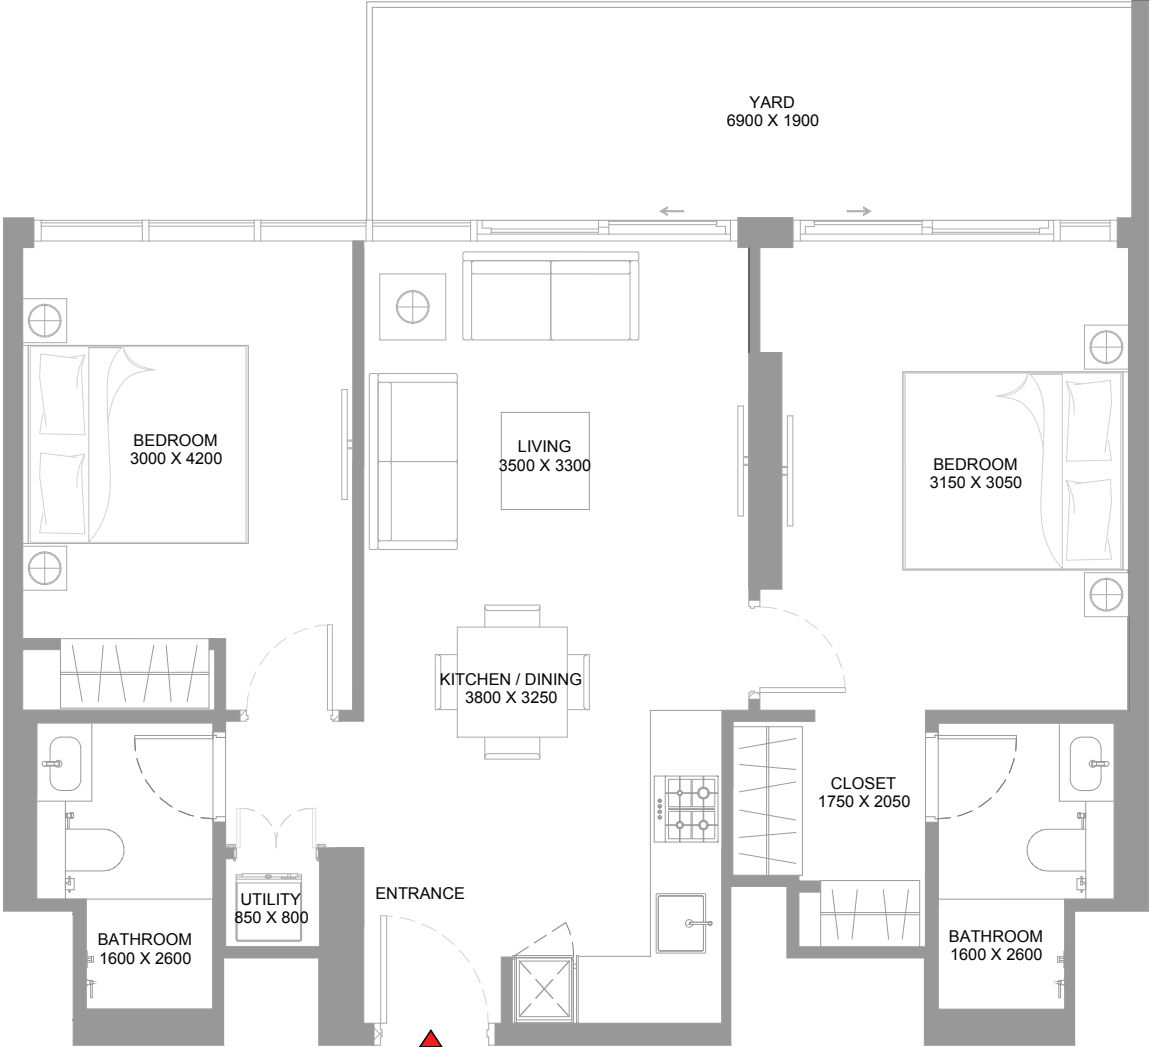 YARD
6900 X 1900
BEDROOM
3000 X 4200
LIVING
3500 X 3300
BEDROOM
3150 X 3050
KITCHEN / DINING
3800 X 3250
CLOSET
1750 X 2050
ENTRANCE
UTILITY
850 X 800
BATHROOM
1600 X 2600
BATHROOM
1600 X 2600